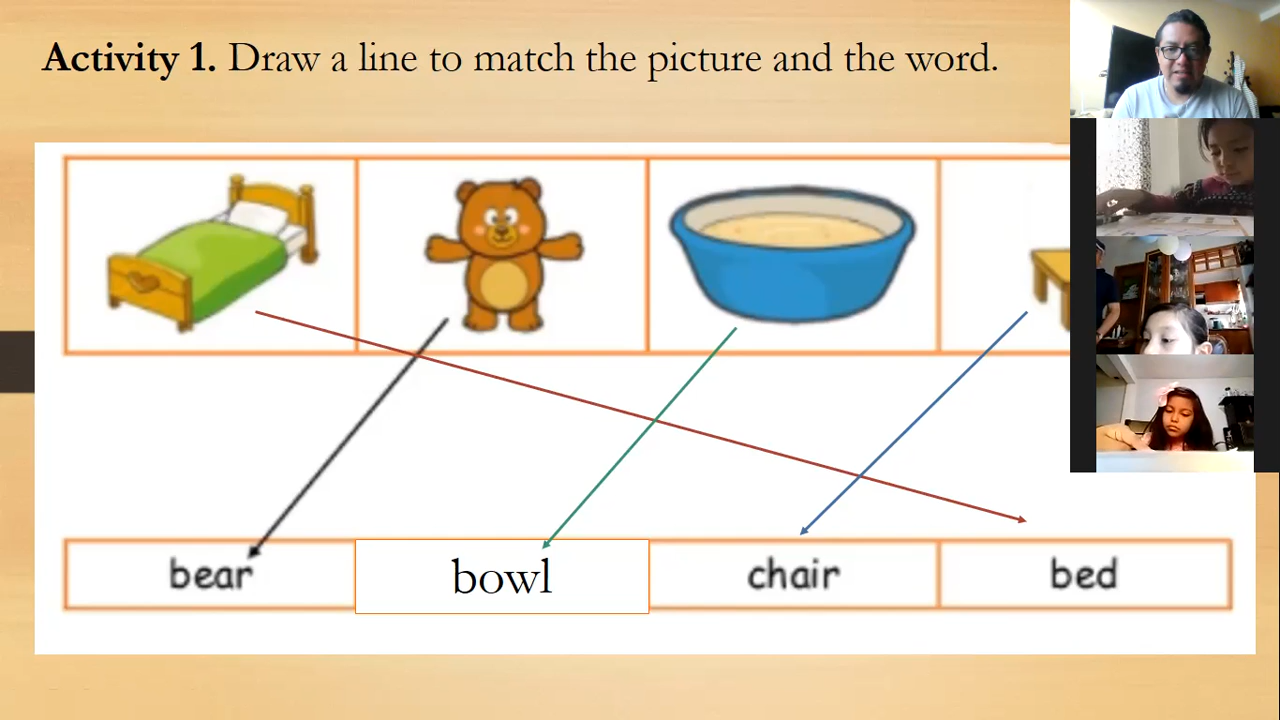 Activity 1. Draw a line to match the picture and the word.
bear bowl chair bed